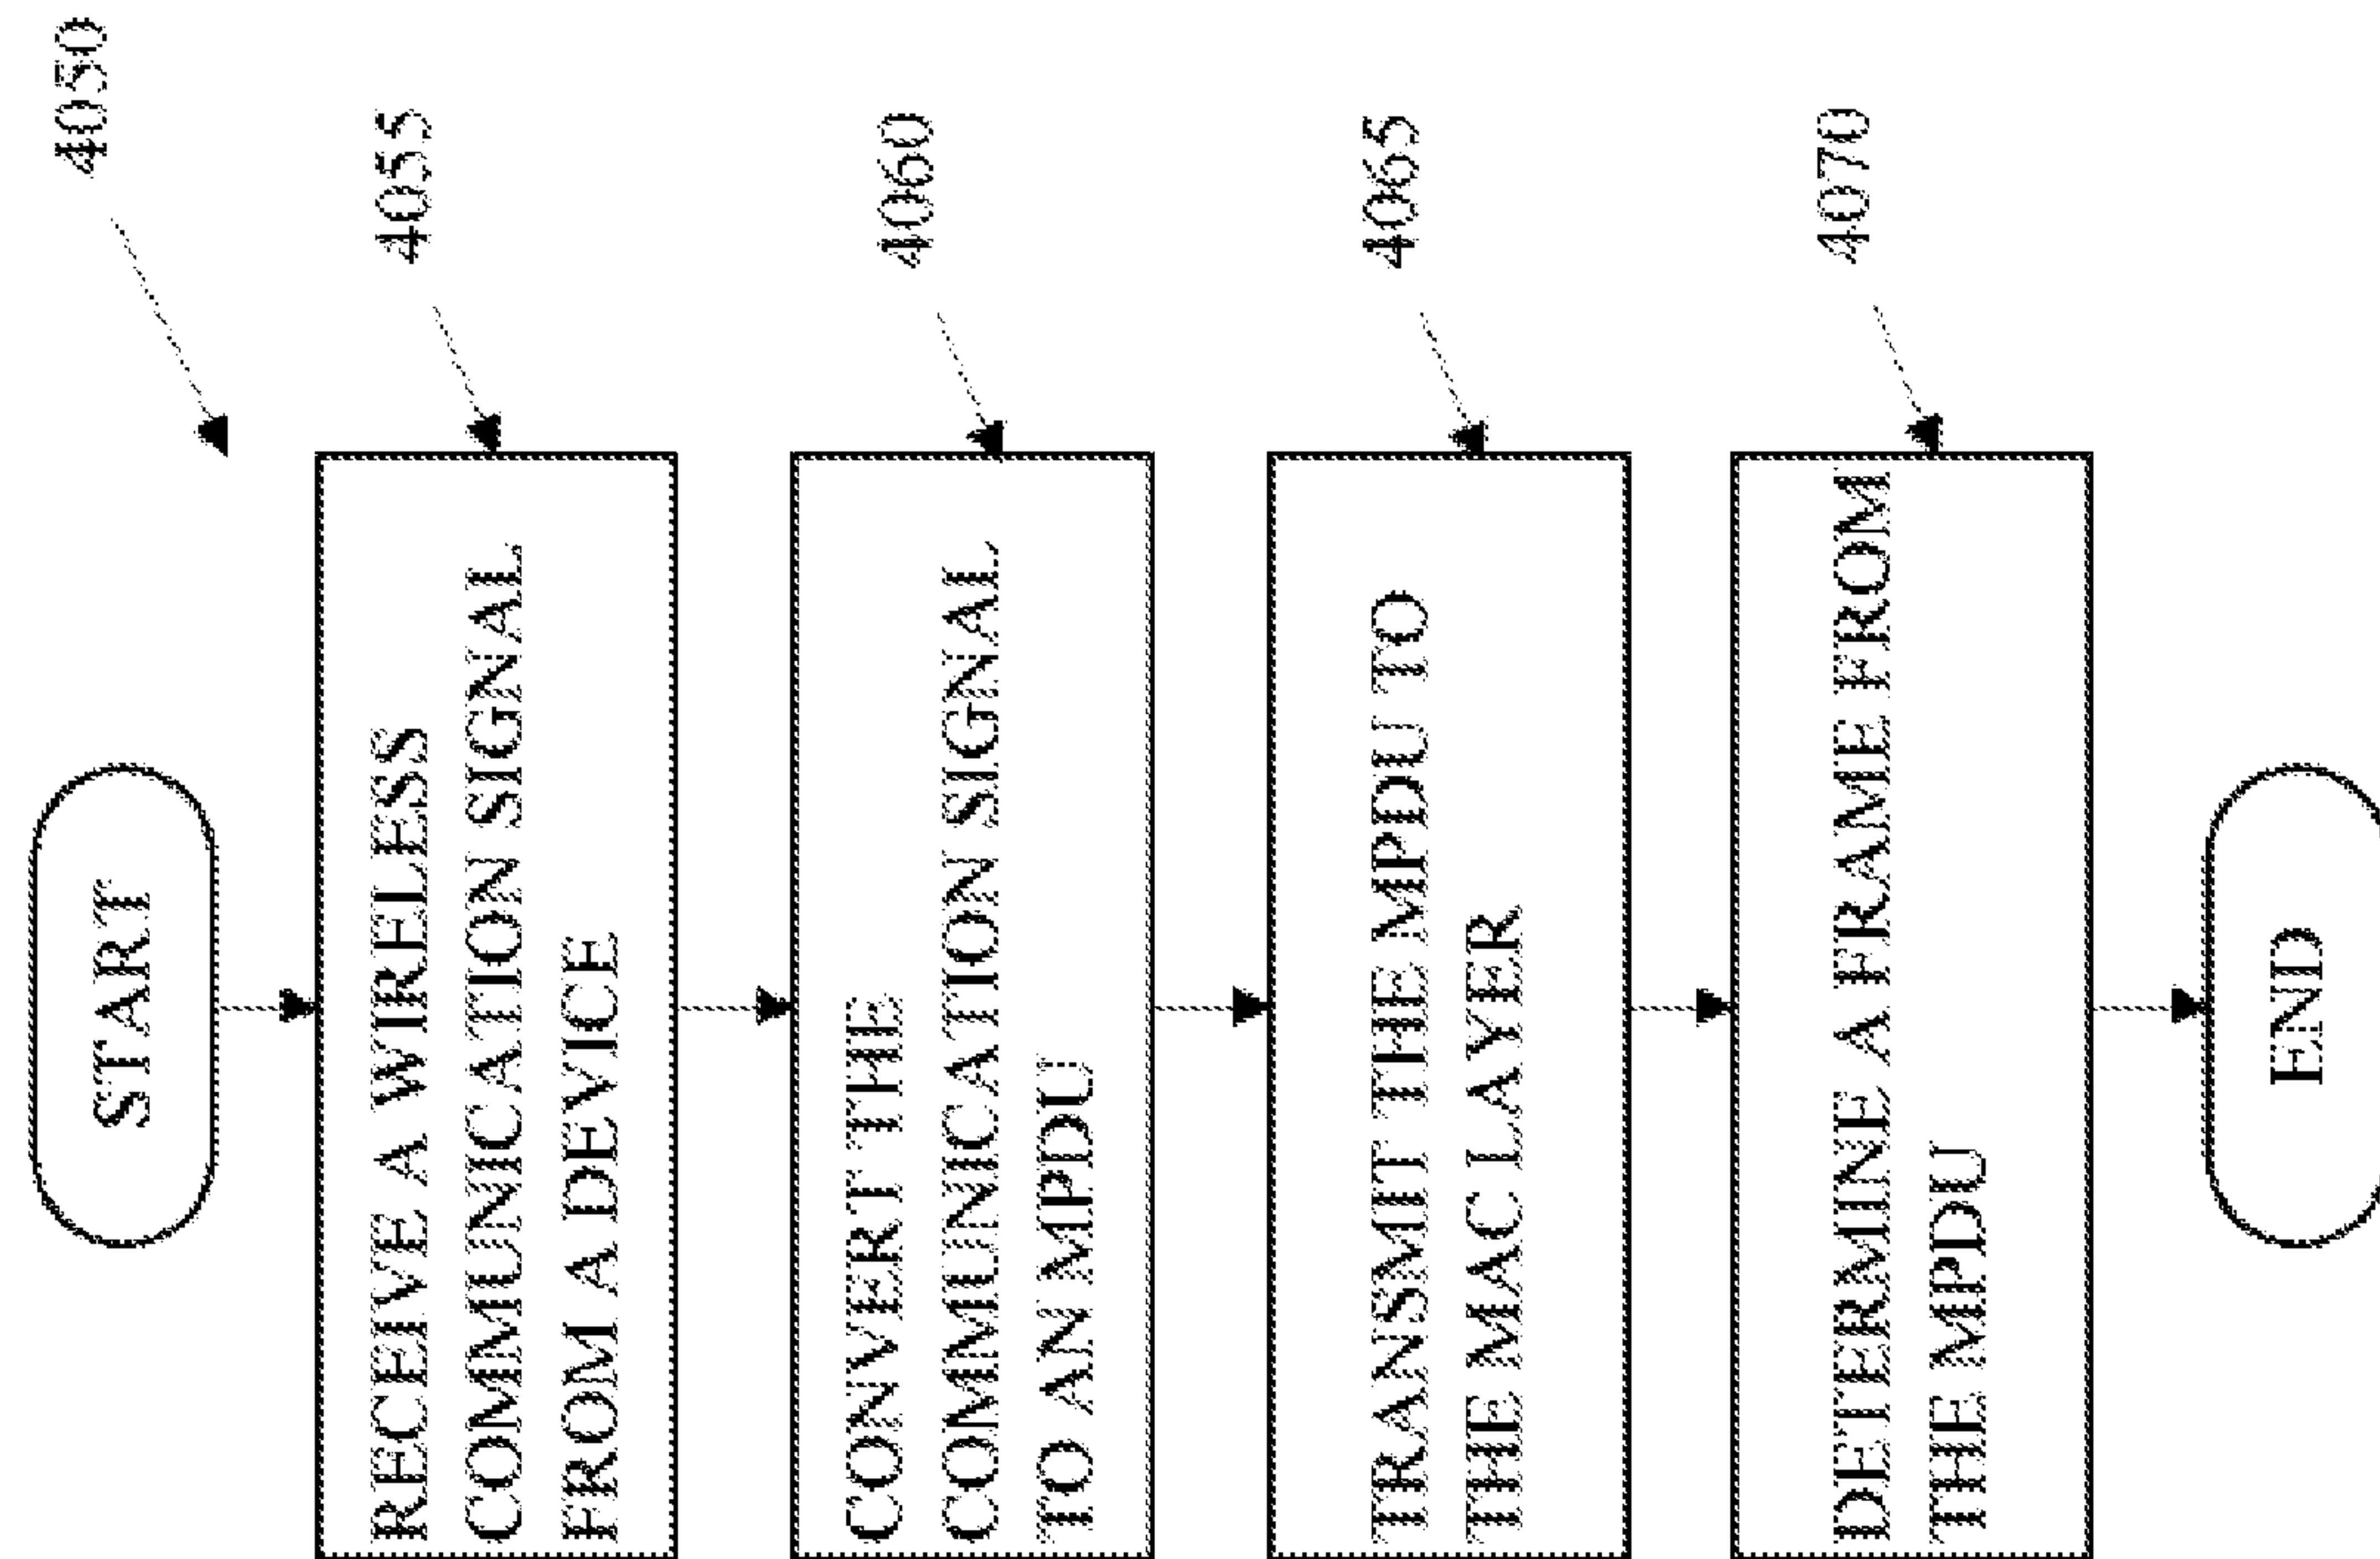 4050
START
RECEIVE A WIRELESS
COMMUNICATION SIGNAL
FROM A DEVICE
4055
CONVERT THE
COMMUNICATION SIGNAL
TO AN MPDU
4060
TRANSMIT THE MPDU TO
THE MAC LAYER
4065
DETERMINE A FRAME FROM
THE MPDU
4070
END